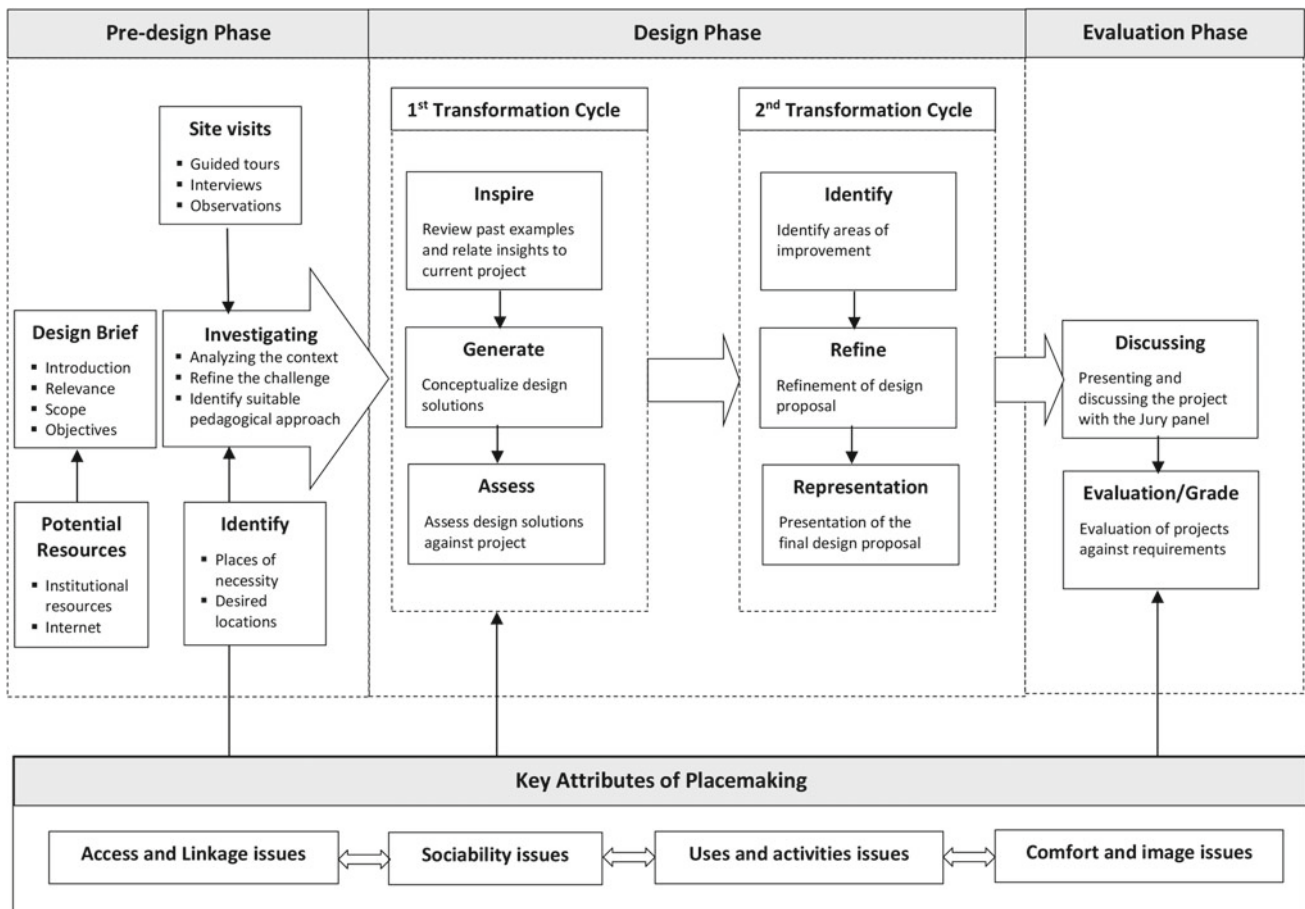 Pre-design Phase
Design Phase
Evaluation Phase
Site visits
▪ Guided tours
▪ Interviews
▪ Observations
Design Brief
▪ Introduction
▪ Relevance
▪ Scope
▪ Objectives
Investigating
▪ Analyzing the context
▪ Refine the challenge
▪ Identify suitable
pedagogical approach
Potential
Resources
▪ Institutional
resources
▪ Internet
Identify
▪ Places of
necessity
▪ Desired
locations
1st Transformation Cycle
Inspire
Review past examples
and relate insights to
current project
Generate
Conceptualize design
solutions
Assess
Assess design solutions
against project
2nd Transformation Cycle
Identify
Identify areas of
improvement
Refine
Refinement of design
proposal
Representation
Presentation of the
final design proposal
Discussing
Presenting and
discussing the project
with the Jury panel
Evaluation/Grade
Evaluation of projects
against requirements
Key Attributes of Placemaking
Access and Linkage issues
Sociability issues
Uses and activities issues
Comfort and image issues